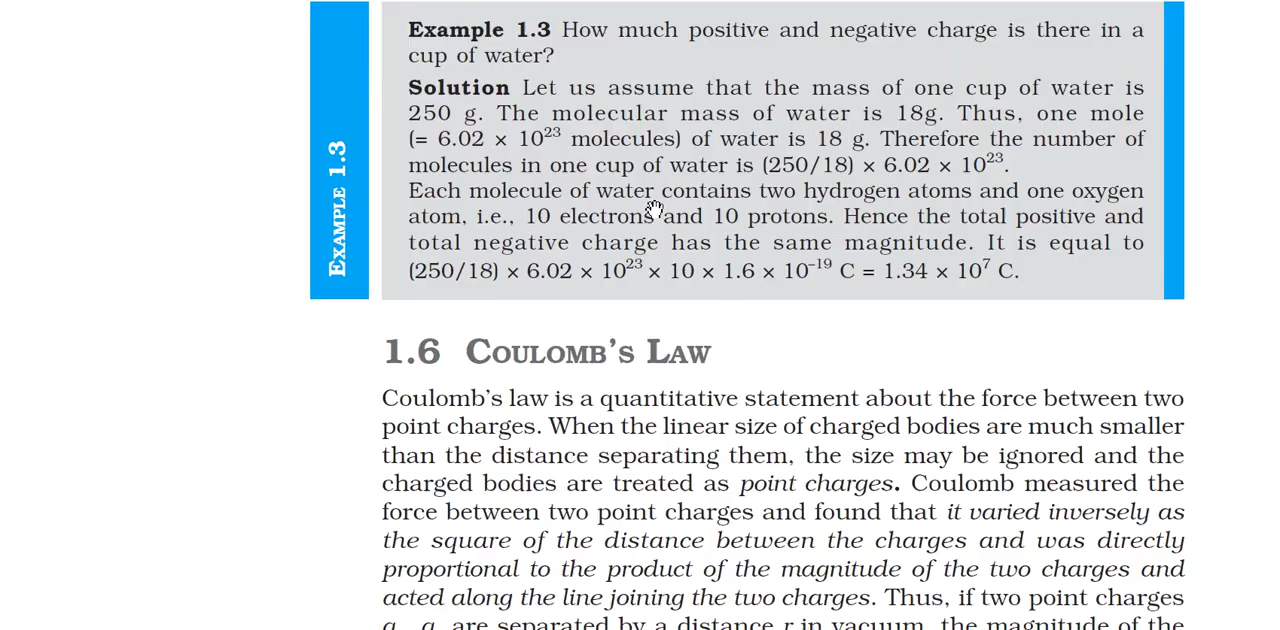 Example 1.3 How much positive and negative charge is there in a
cup of water?
Solution Let us assume that the mass of one cup of water is
250 g. The molecular mass of water is 18g. Thus, one mole
(= 6.02 × 10²³ molecules) of water is 18 g. Therefore the number of
molecules in one cup of water is (250/18) × 6.02 × 10²³.
Each molecule of water contains two hydrogen atoms and one oxygen
atom, i.e., 10 electrons and 10 protons. Hence the total positive and
total negative charge has the same magnitude. It is equal to
(250/18) × 6.02 × 10²³ × 10 × 1.6 × 10⁻¹⁹ C = 1.34 × 10⁷ C.
EXAMPLE 1.3
1.6 COULOMB'S LAW
Coulomb's law is a quantitative statement about the force between two
point charges. When the linear size of charged bodies are much smaller
than the distance separating them, the size may be ignored and the
charged bodies are treated as point charges. Coulomb measured the
force between two point charges and found that it varied inversely as
the square of the distance between the charges and was directly
proportional to the product of the magnitude of the two charges and
acted along the line joining the two charges. Thus, if two point charges
are separated by a distance r in vacuum, the magnitude of the